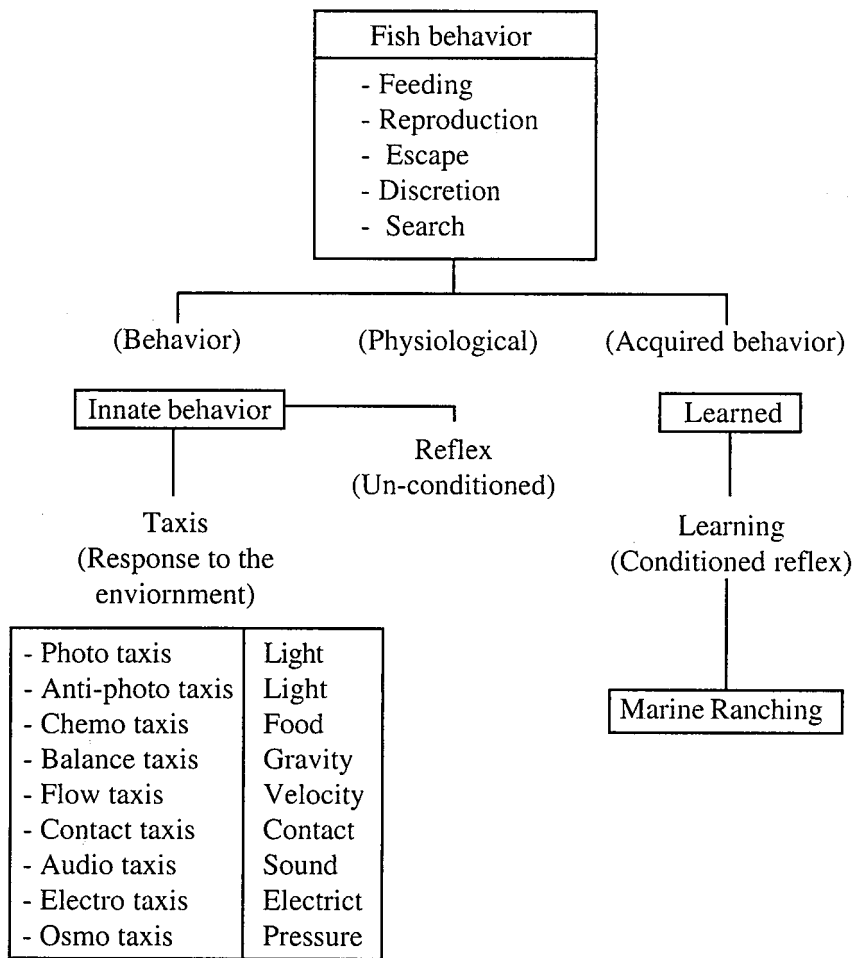 Fish behavior
- Feeding
- Reproduction
- Escape
- Discretion
- Search
(Behavior) (Physiological) (Acquired behavior)
Innate behavior
Reflex
(Un-conditioned)
Learned
Taxis
(Response to the
enviornment)
Learning
(Conditioned reflex)
- Photo taxis Light
- Anti-photo taxis Light
- Chemo taxis Food
- Balance taxis Gravity
- Flow taxis Velocity
- Contact taxis Contact
- Audio taxis Sound
- Electro taxis Electrict
- Osmo taxis Pressure
Marine Ranching